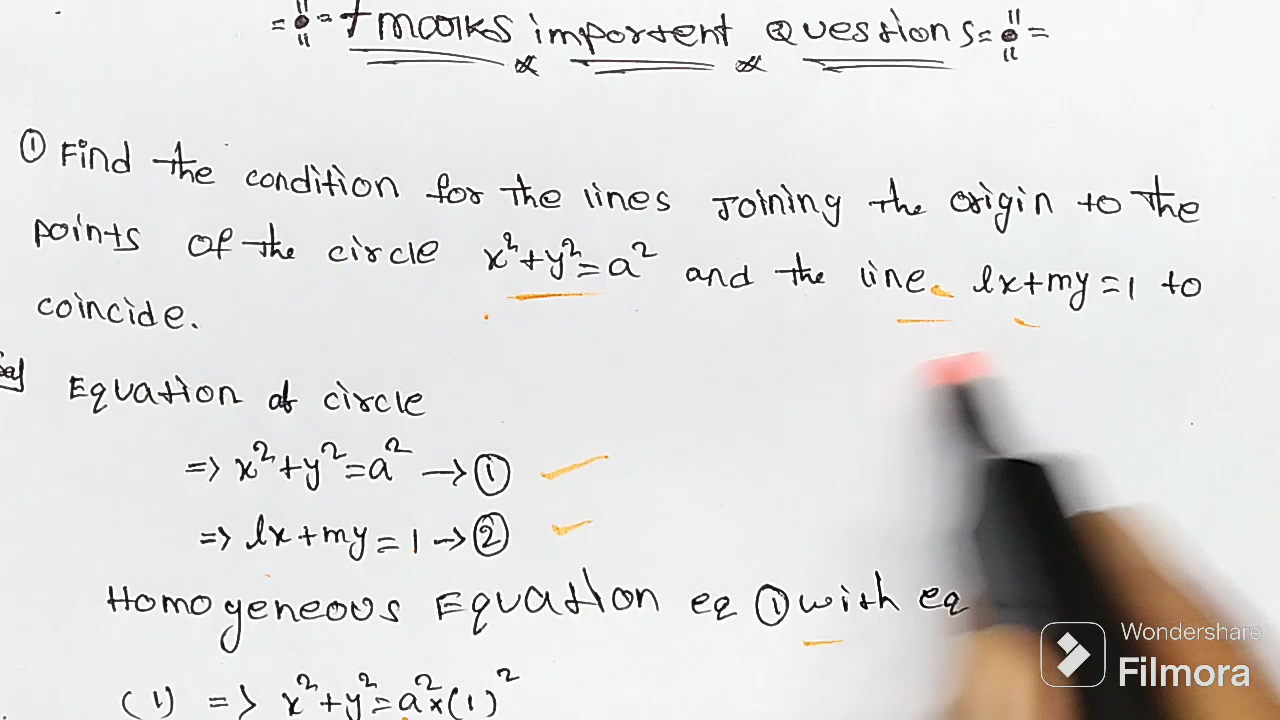 7 marks importent Questions
① Find the condition for the lines Joining the origin to the
points of the circle x²+y²=a² and the line lx+my=1 to
coincide.
Sol Equation of circle
=> x²+y²=a² → ①
=> lx+my=1 → ②
Homogeneous Equation eq ① with eq
(1) => x²+y²=a²×(1)²
Wondershare
Filmora